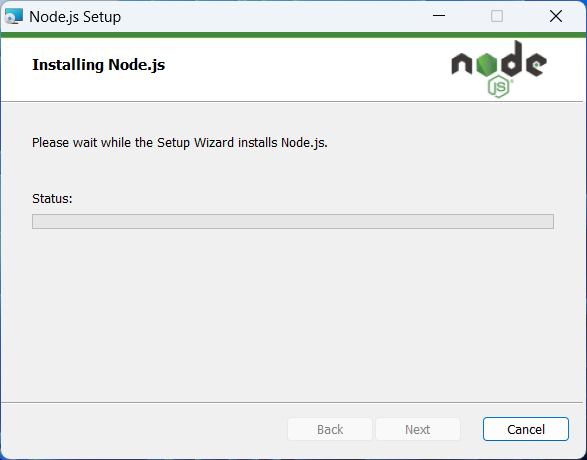 Node.js Setup
Installing Node.js
node
JS
Please wait while the Setup Wizard installs Node.js.
Status:
Back
Next
Cancel